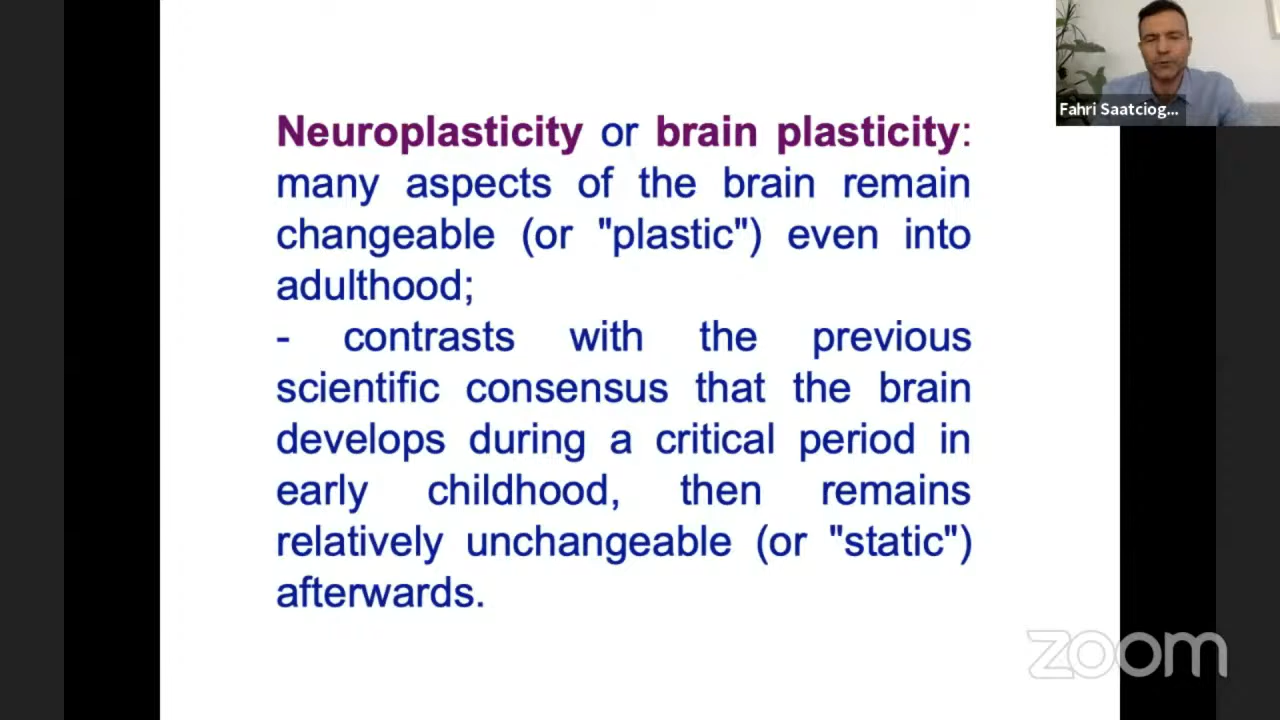 Neuroplasticity or brain plasticity:
many aspects of the brain remain
changeable (or "plastic") even into
adulthood;
- contrasts with the previous
scientific consensus that the brain
develops during a critical period in
early childhood, then remains
relatively unchangeable (or "static")
afterwards.
Fahri Saatciog...
zoom